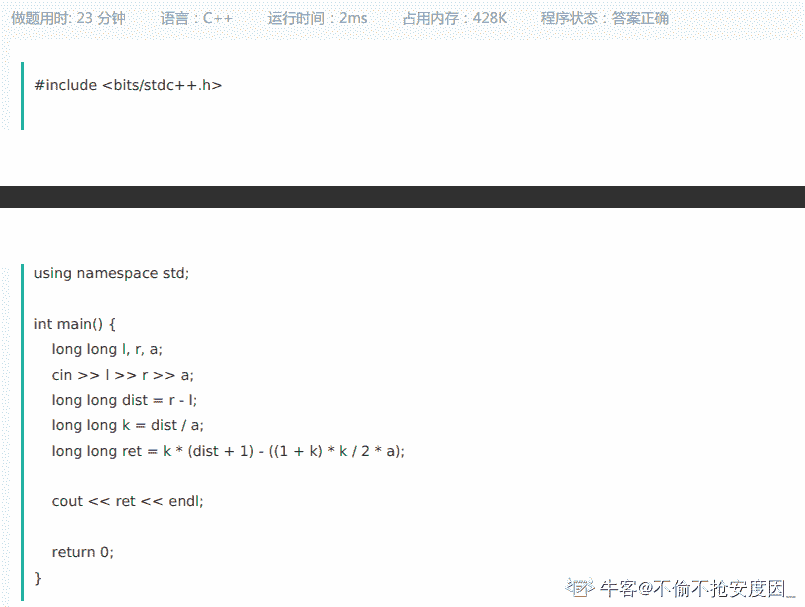 做题用时: 23 分钟 语言：C++ 运行时间：2ms 占用内存：428K 程序状态：答案正确
#include <bits/stdc++.h>
using namespace std;
int main() {
long long l, r, a;
cin >> l >> r >> a;
long long dist = r - l;
long long k = dist / a;
long long ret = k * (dist + 1) - ((1 + k) * k / 2 * a);
cout << ret << endl;
return 0;
}
牛客@不偷不抢安度因_